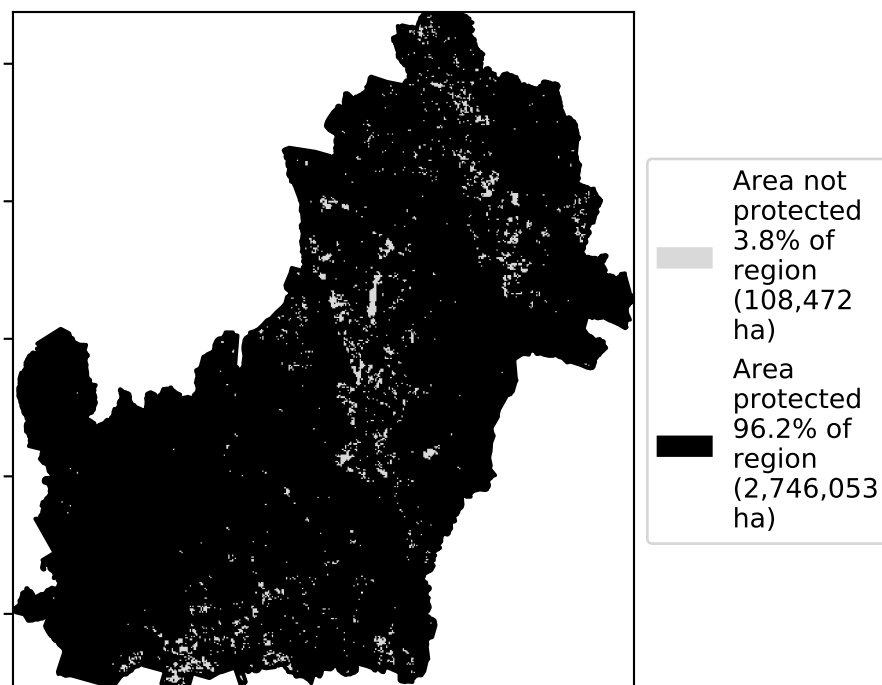 Area not
protected
3.8% of
region
(108,472
ha)
Area
protected
96.2% of
region
(2,746,053
ha)